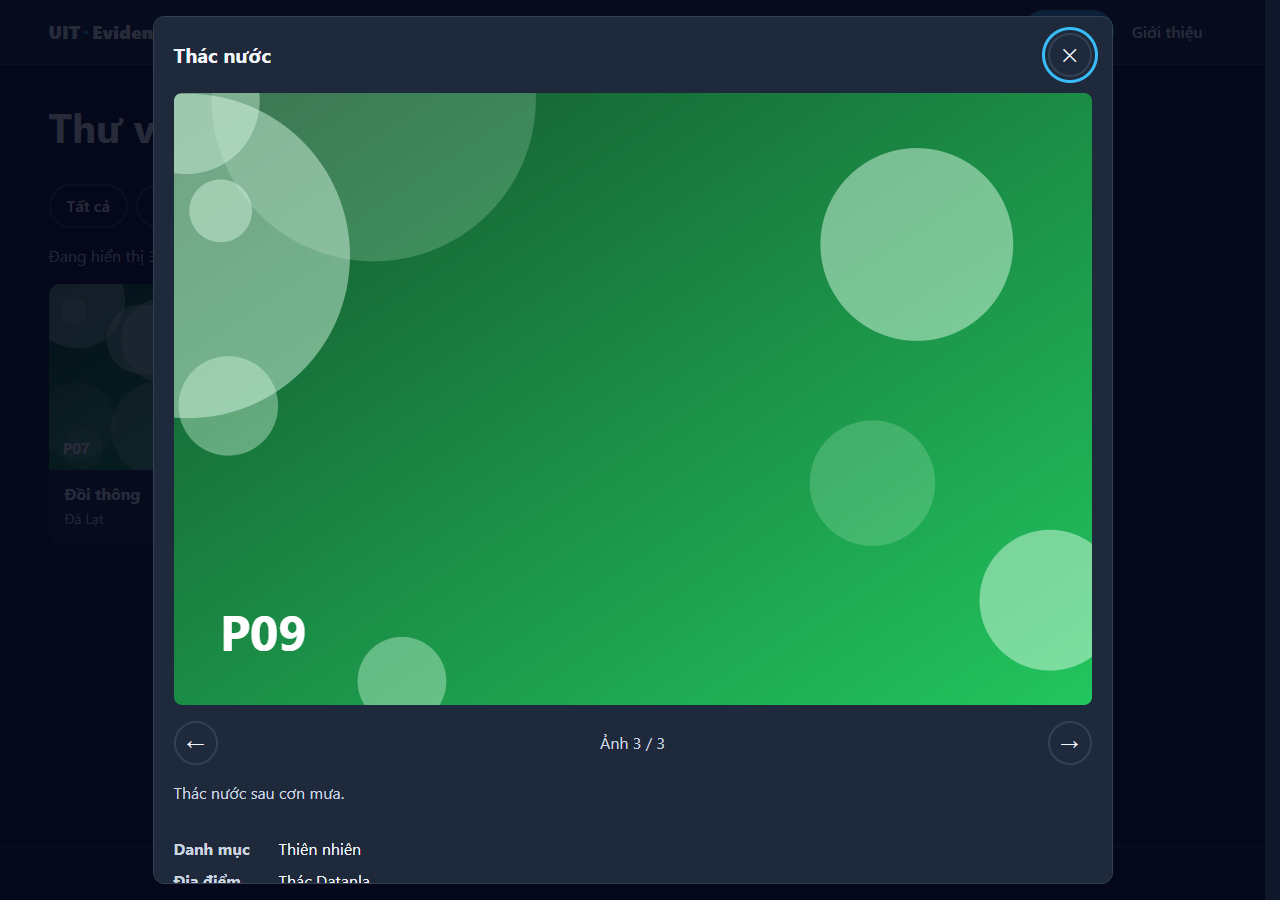 UIT · Eviden
Giới thiệu
Thư v
Tất cả
Đang hiển thị 3
P07
Đồi thông
Đà Lạt
Thác nước
P09
←
Ảnh 3 / 3
→
Thác nước sau cơn mưa.
Danh mục Thiên nhiên
Địa điểm Thác Datanla